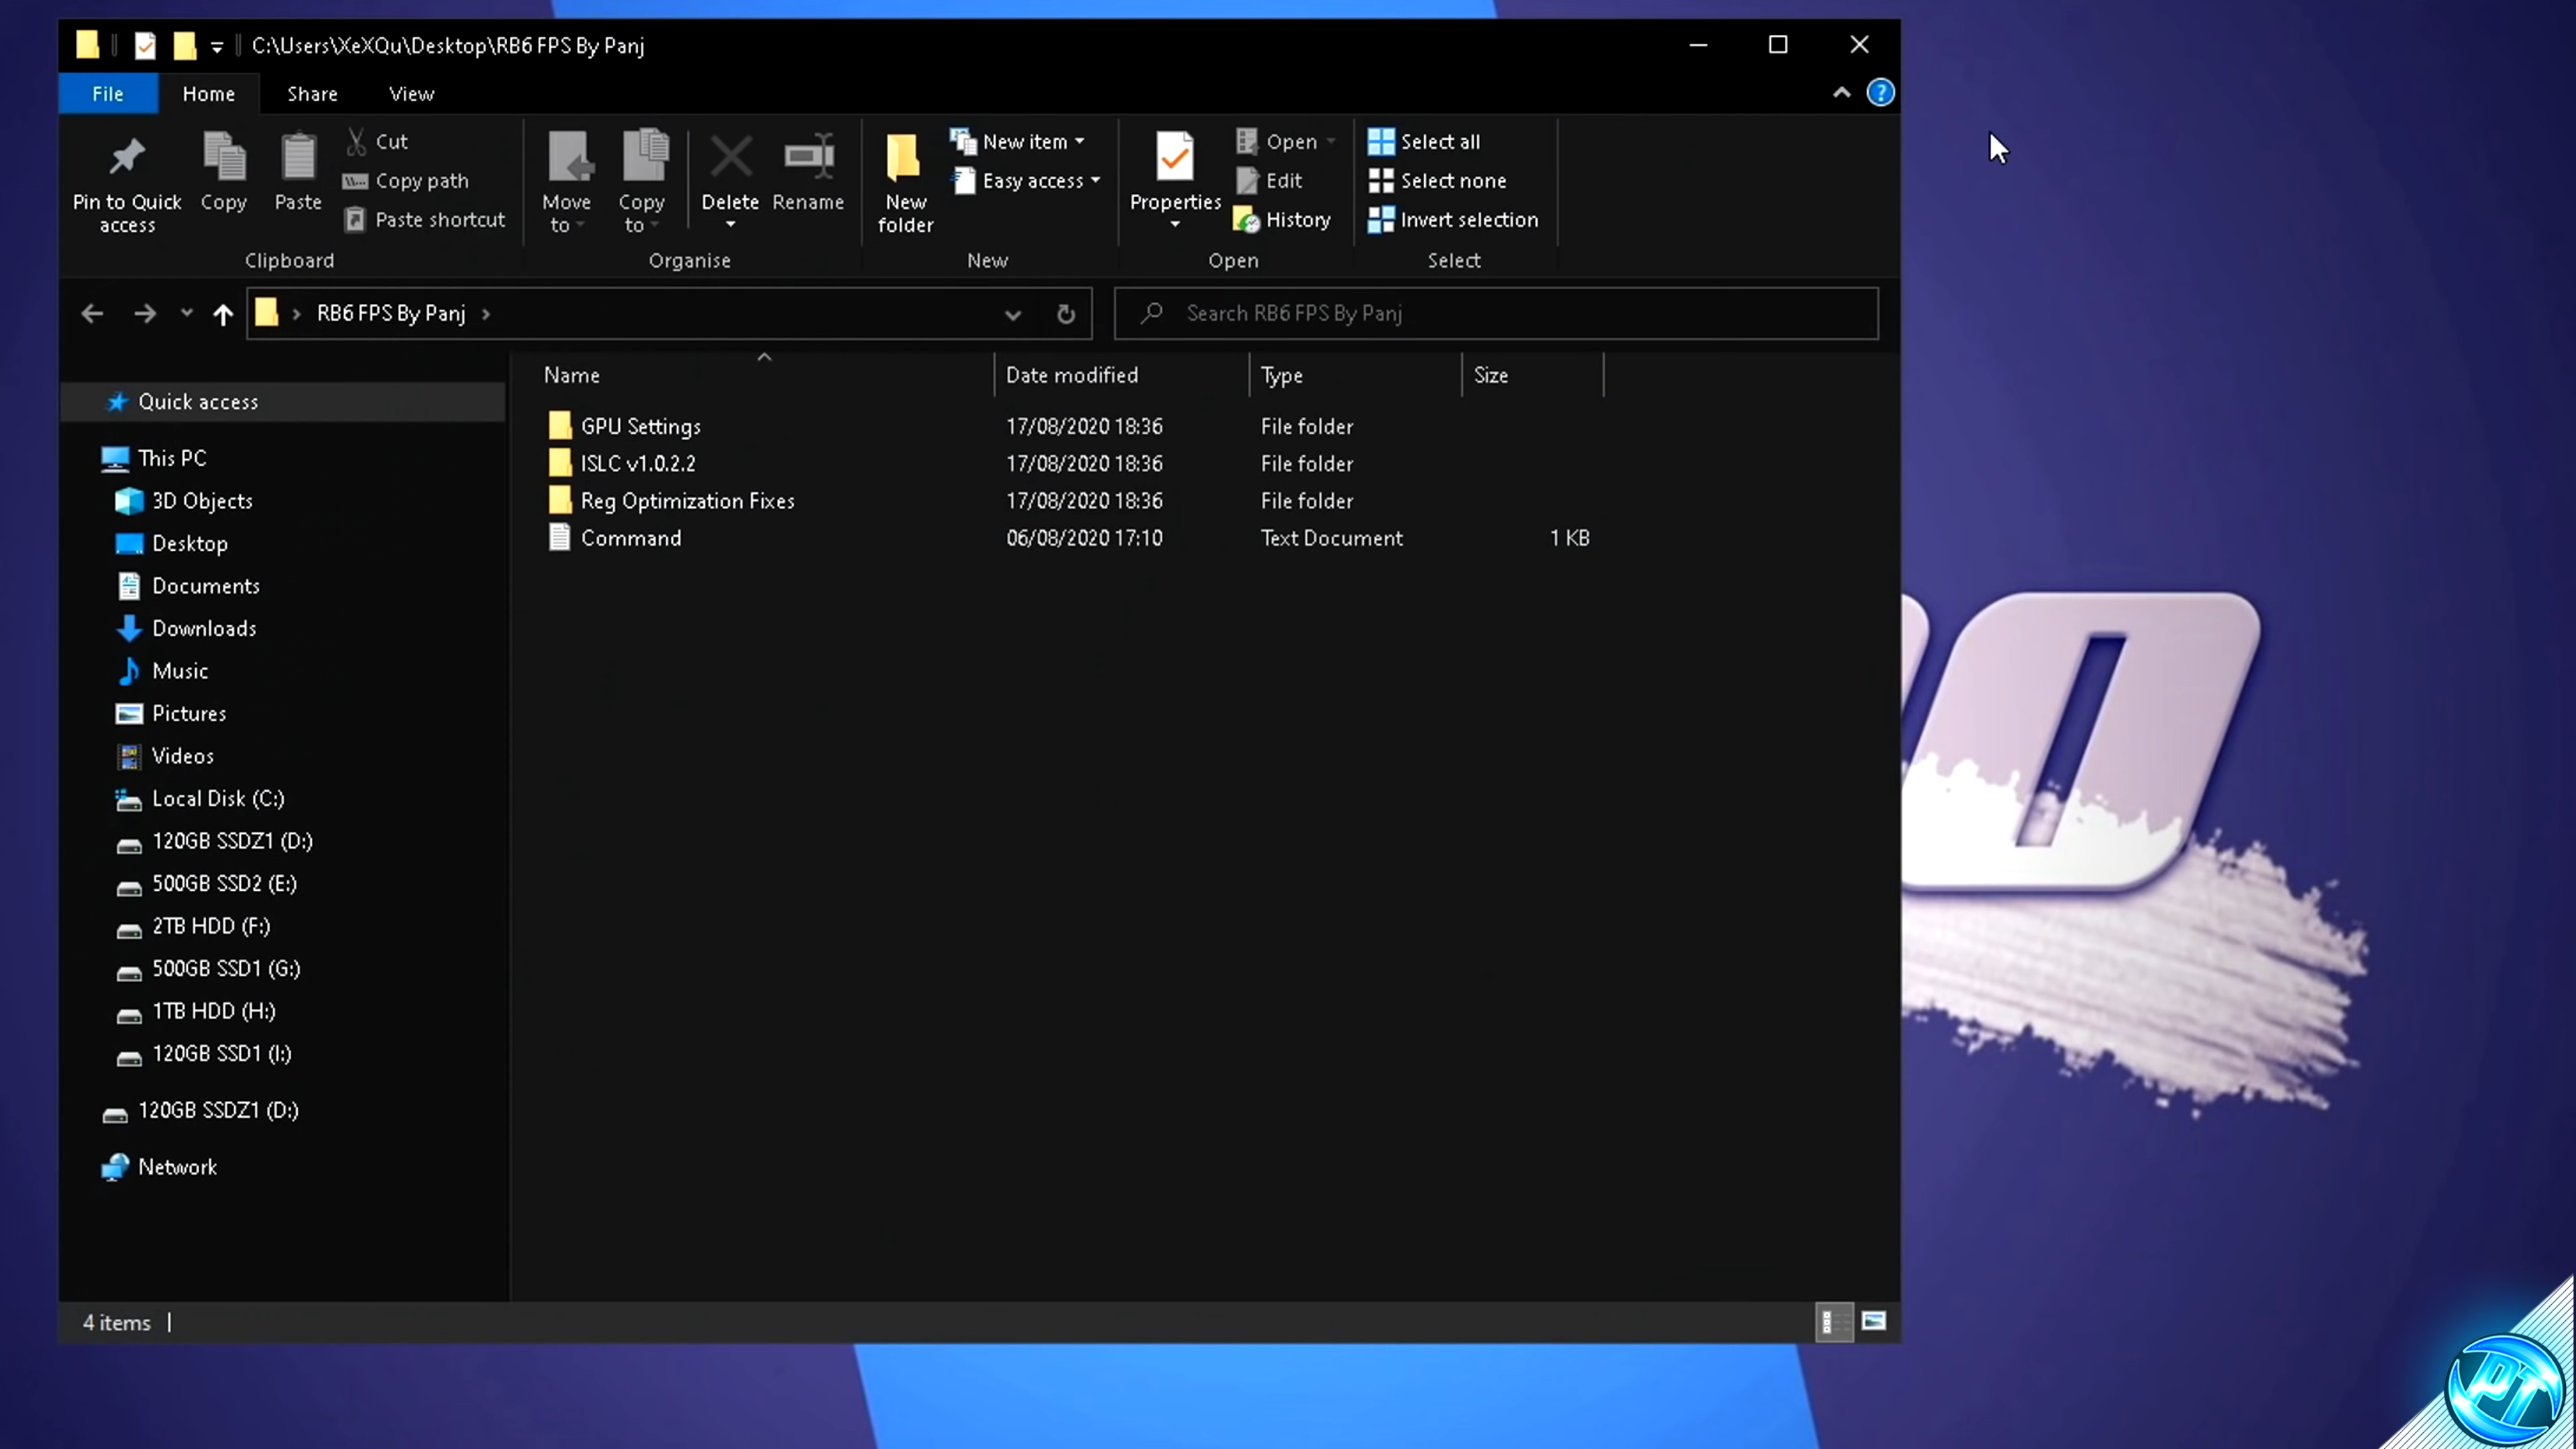 C:\Users\XeXQu\Desktop\RB6 FPS By Panj
File Home Share View
Pin to Quick access
Copy
Paste
Cut
Copy path
Paste shortcut
Clipboard
Move to
Copy to
Delete
Rename
Organise
New folder
New item
Easy access
New
Properties
Open
Edit
History
Open
Select all
Select none
Invert selection
Select
RB6 FPS By Panj
Search RB6 FPS By Panj
Name Date modified Type Size
GPU Settings 17/08/2020 18:36 File folder
ISLC v1.0.2.2 17/08/2020 18:36 File folder
Reg Optimization Fixes 17/08/2020 18:36 File folder
Command 06/08/2020 17:10 Text Document 1 KB
Quick access
This PC
3D Objects
Desktop
Documents
Downloads
Music
Pictures
Videos
Local Disk (C:)
120GB SSDZ1 (D:)
500GB SSD2 (E:)
2TB HDD (F:)
500GB SSD1 (G:)
1TB HDD (H:)
120GB SSD1 (I:)
120GB SSDZ1 (D:)
Network
4 items
PT